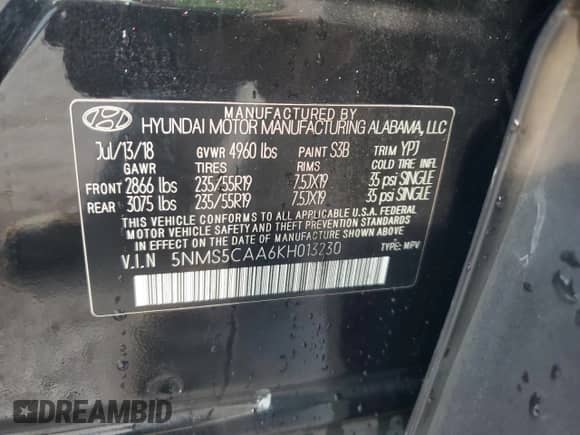 MANUFACTURED BY
HYUNDAI MOTOR MANUFACTURING ALABAMA, LLC
Jul/13/18 GVWR 4960 lbs PAINT S3B TRIM YPJ
GAWR TIRES RIMS COLD TIRE INFL
FRONT 2866 lbs 235/55R19 7.5JX19 35 psi SINGLE
REAR 3075 lbs 235/55R19 7.5JX19 35 psi SINGLE
THIS VEHICLE CONFORMS TO ALL APPLICABLE U.S.A. FEDERAL
MOTOR VEHICLE SAFETY AND THEFT PREVENTION STANDARDS
IN EFFECT ON THE DATE OF MANUFACTURE SHOWN ABOVE.
V.I.N 5NMS5CAA6KH013230 TYPE: MPV
DREAMBID